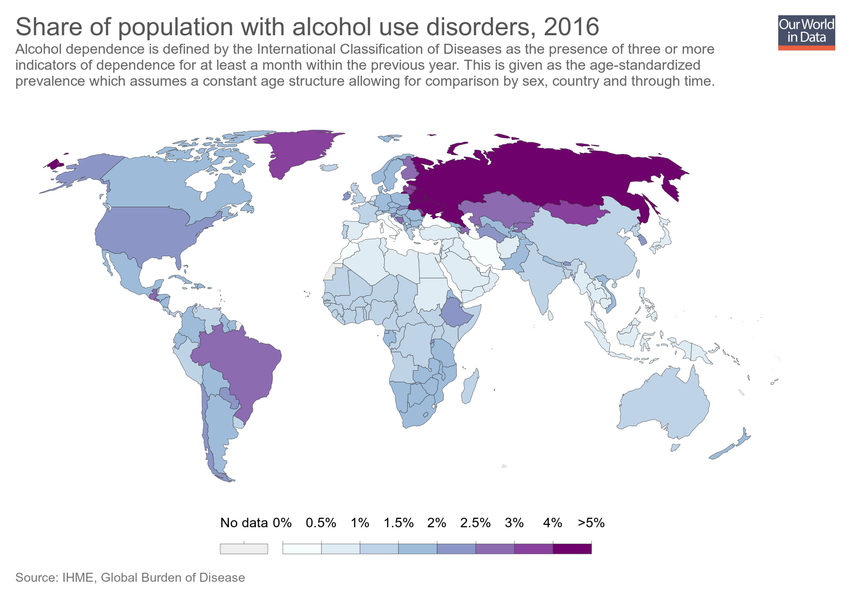 Share of population with alcohol use disorders, 2016
Our World
in Data
Alcohol dependence is defined by the International Classification of Diseases as the presence of three or more
indicators of dependence for at least a month within the previous year. This is given as the age-standardized
prevalence which assumes a constant age structure allowing for comparison by sex, country and through time.
No data 0% 0.5% 1% 1.5% 2% 2.5% 3% 4% >5%
Source: IHME, Global Burden of Disease